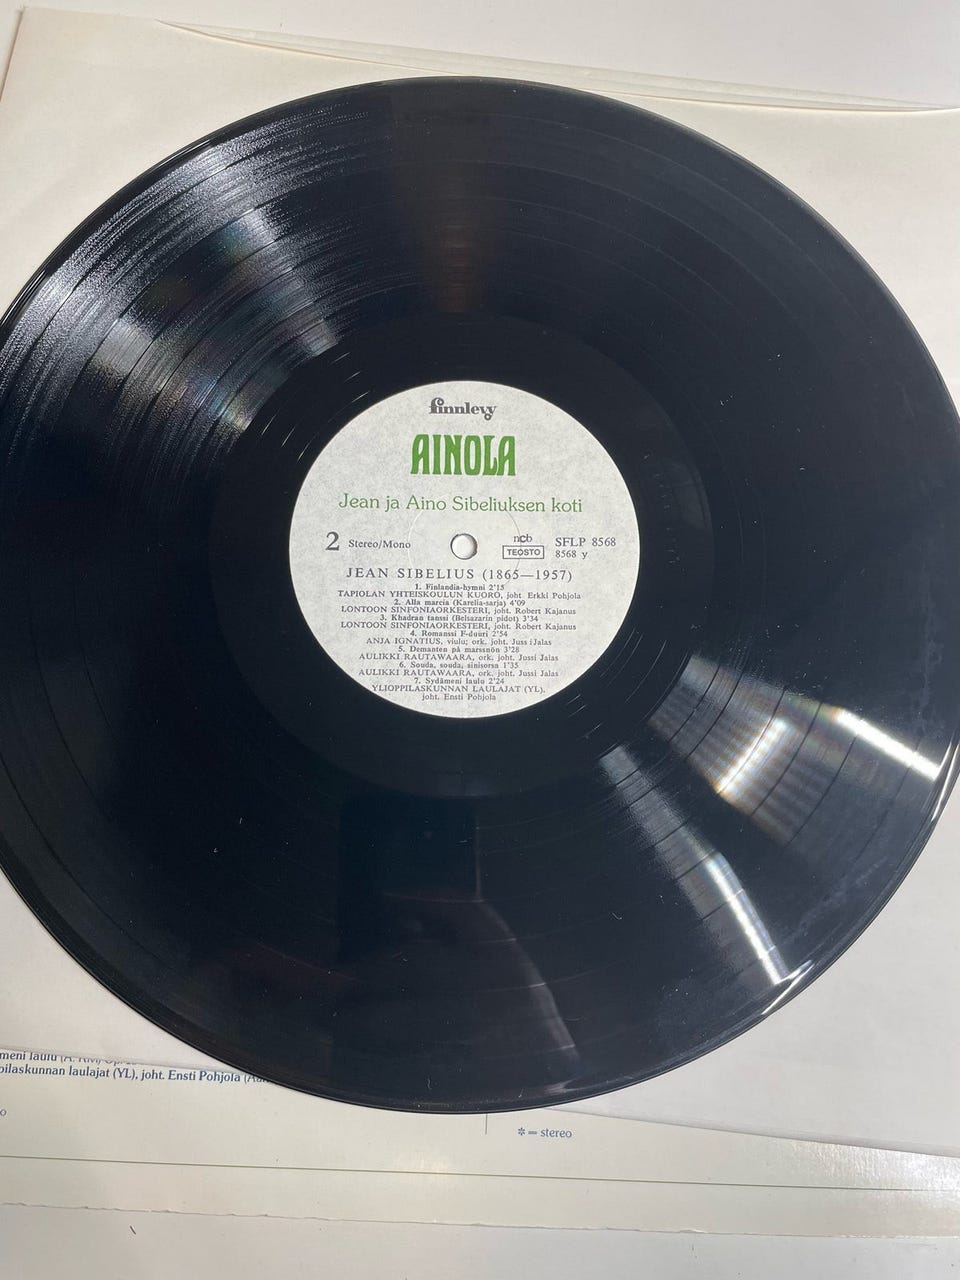 finnlevy
AINOLA
Jean ja Aino Sibeliuksen koti
2 Stereo/Mono
ncb
TEOSTO
SFLP 8568
8568 y
JEAN SIBELIUS (1865—1957)
1. Finlandia-hymni 2'15
TAPIOLAN YHTEISKOULUN KUORO, joht Erkki Pohjola
2. Alla marcia (Karelia-sarja) 4'09
LONTOON SINFONIAORKESTERI, joht. Robert Kajanus
3. Khadran tanssi (Belsazarin pidot) 3'34
LONTOON SINFONIAORKESTERI, joht. Robert Kajanus
4. Romanssi F-duuri 2'54
ANJA IGNATIUS, viulu; ork. joht. Juss iJalas
5. Demanten på marssnön 3'28
AULIKKI RAUTAWAARA, ork. joht. Jussi Jalas
6. Souda, souda, sinisorsa 1'35
AULIKKI RAUTAWAARA, ork. joht. Jussi Jalas
7. Sydämeni laulu 2'24
YLIOPPILASKUNNAN LAULAJAT (YL),
joht. Ensti Pohjola
meni laulu (A.
pilaskunnan laulajat (YL), joht. Ensti Pohjola
o
✲ = stereo